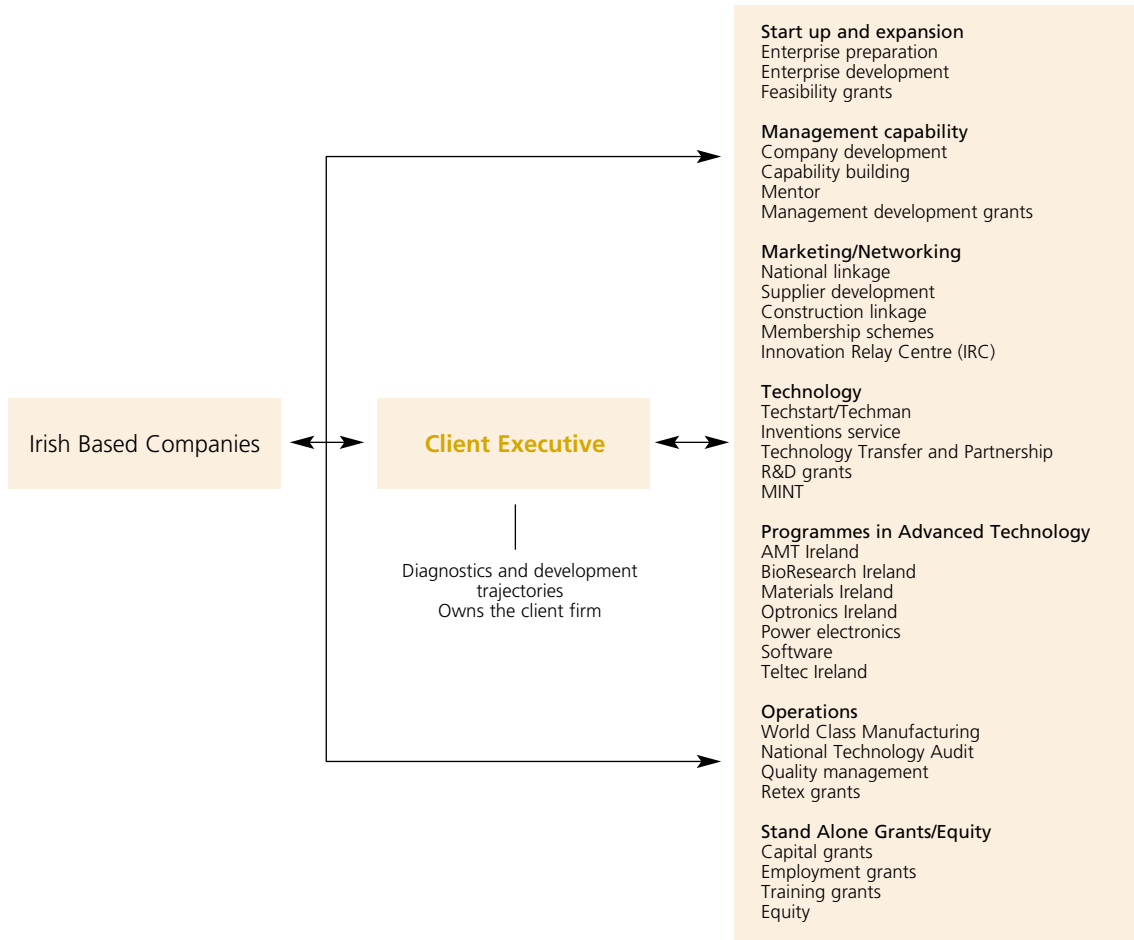 Irish Based Companies
Client Executive
Diagnostics and development
trajectories
Owns the client firm
Start up and expansion
Enterprise preparation
Enterprise development
Feasibility grants
Management capability
Company development
Capability building
Mentor
Management development grants
Marketing/Networking
National linkage
Supplier development
Construction linkage
Membership schemes
Innovation Relay Centre (IRC)
Technology
Techstart/Techman
Inventions service
Technology Transfer and Partnership
R&D grants
MINT
Programmes in Advanced Technology
AMT Ireland
BioResearch Ireland
Materials Ireland
Optronics Ireland
Power electronics
Software
Teltec Ireland
Operations
World Class Manufacturing
National Technology Audit
Quality management
Retex grants
Stand Alone Grants/Equity
Capital grants
Employment grants
Training grants
Equity